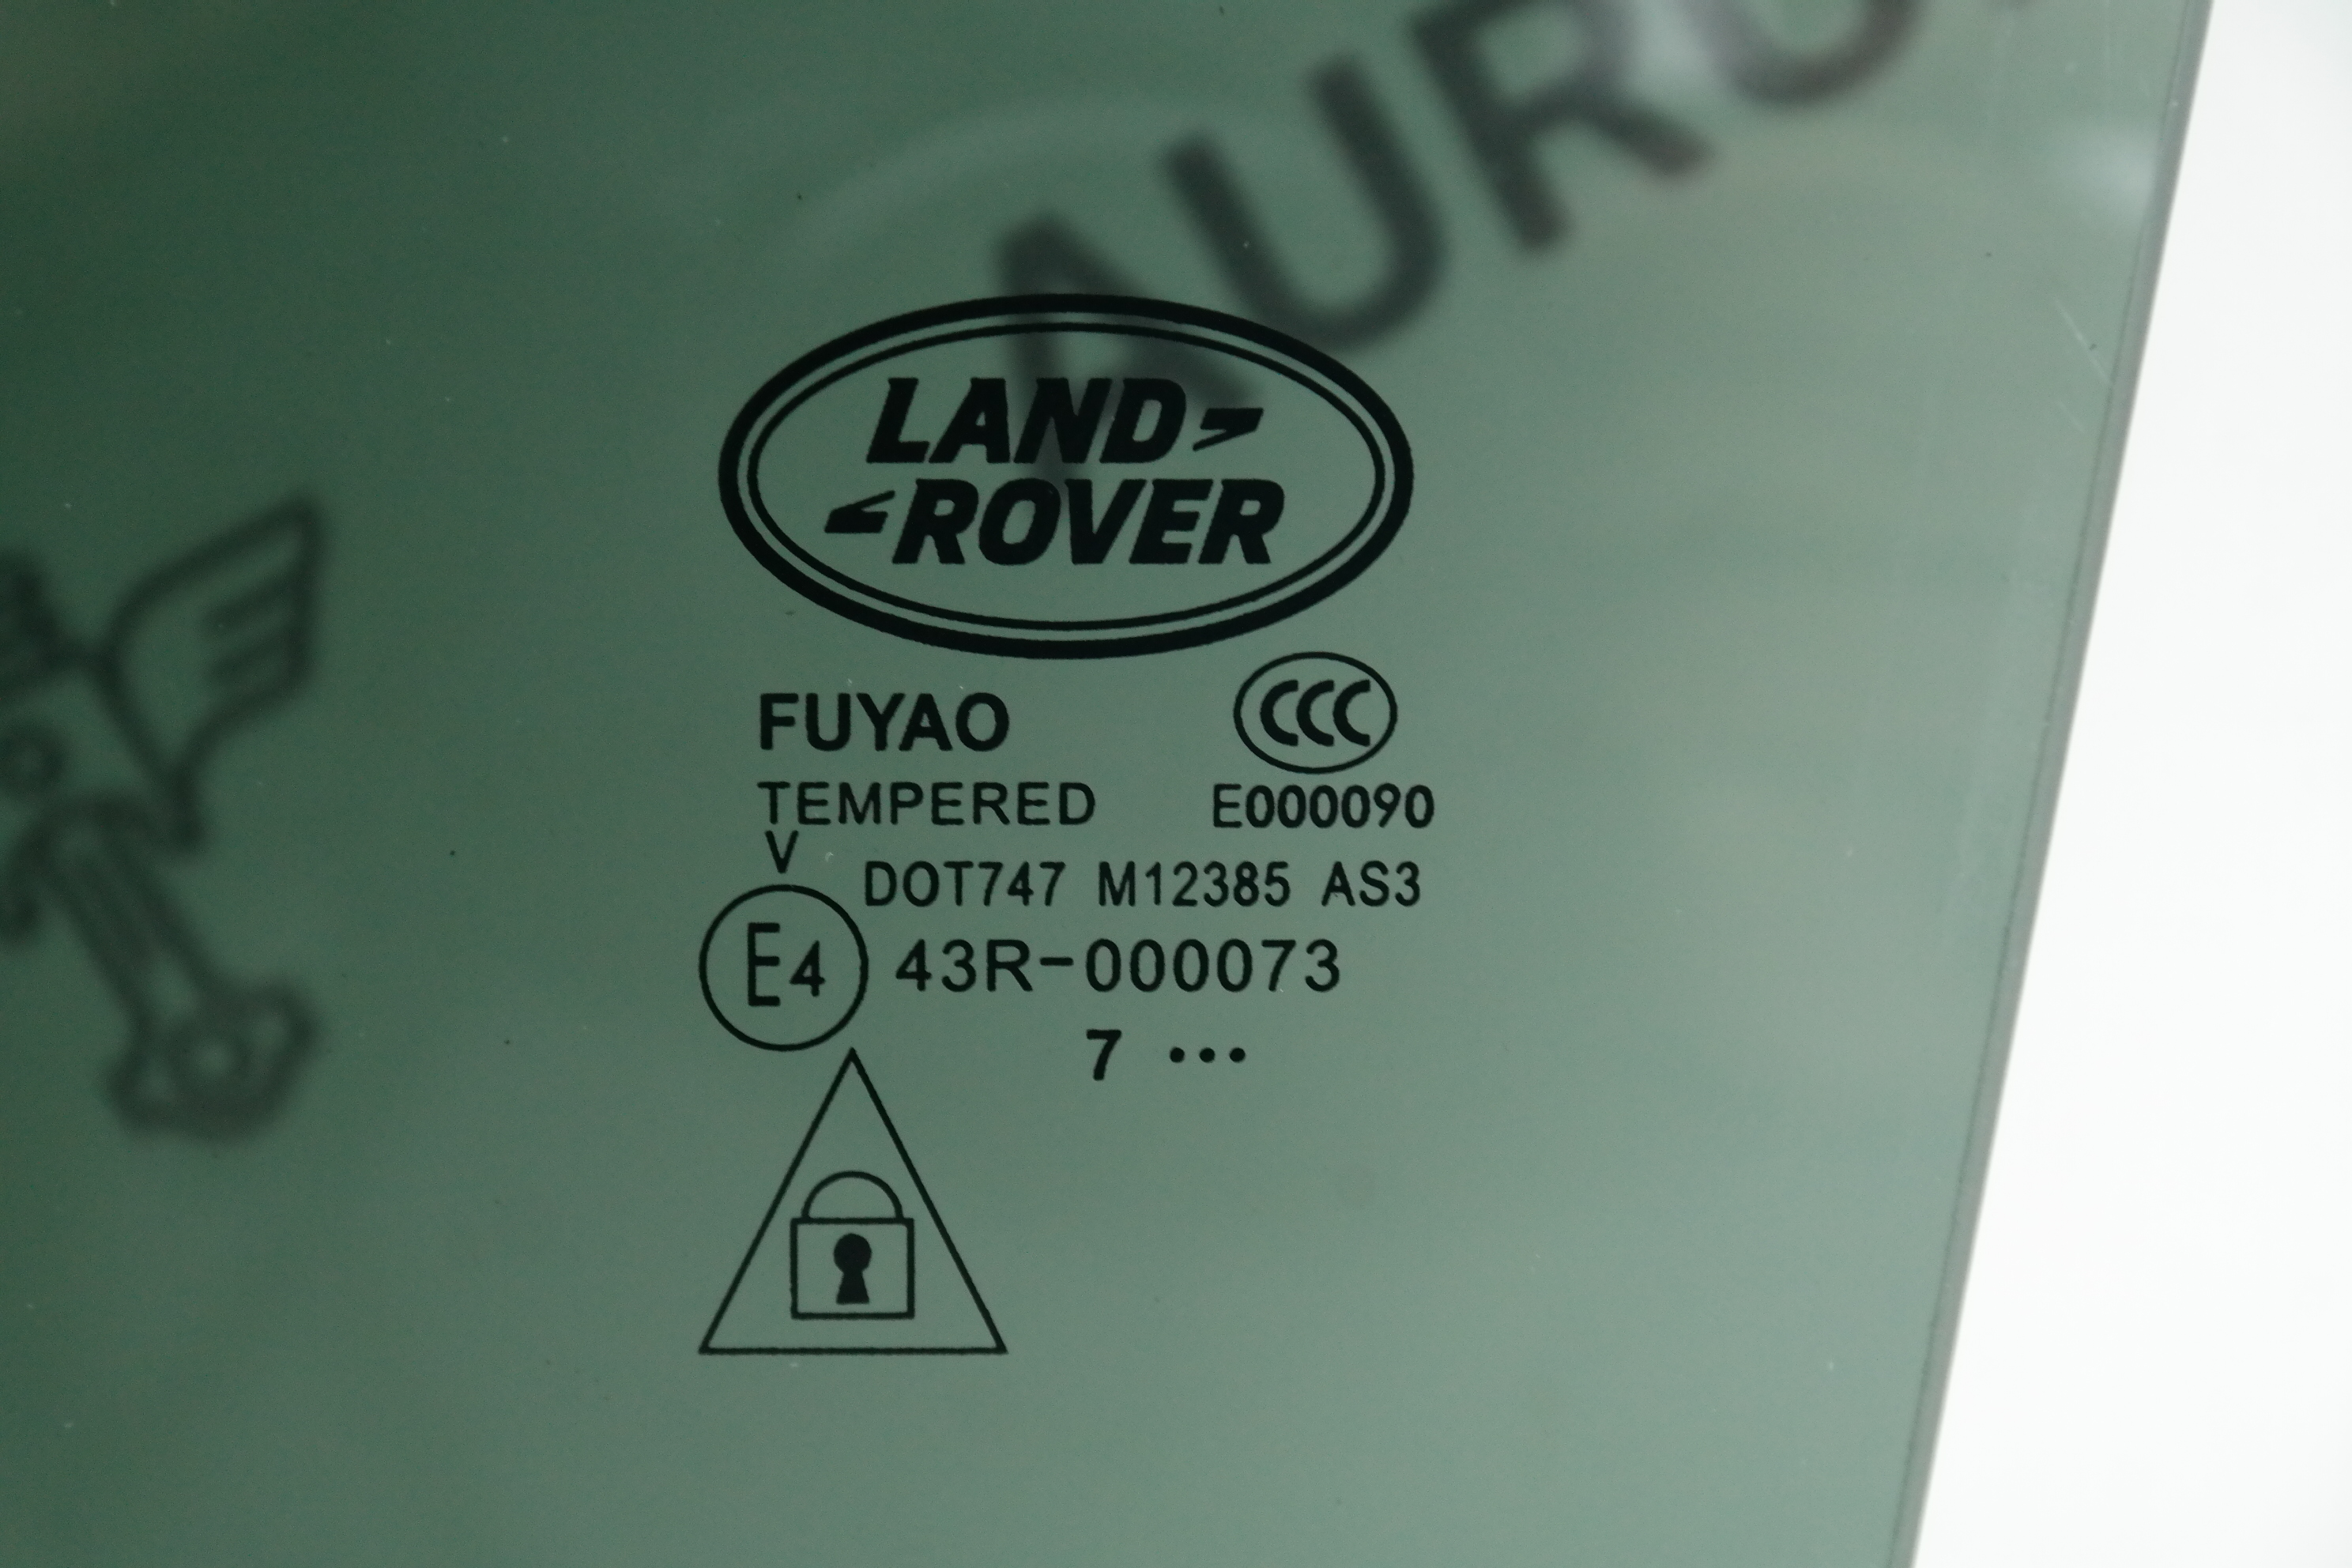 LAND
ROVER
FUYAO
CCC
TEMPERED E000090
V
DOT747 M12385 AS3
E4 43R-000073
7 •••